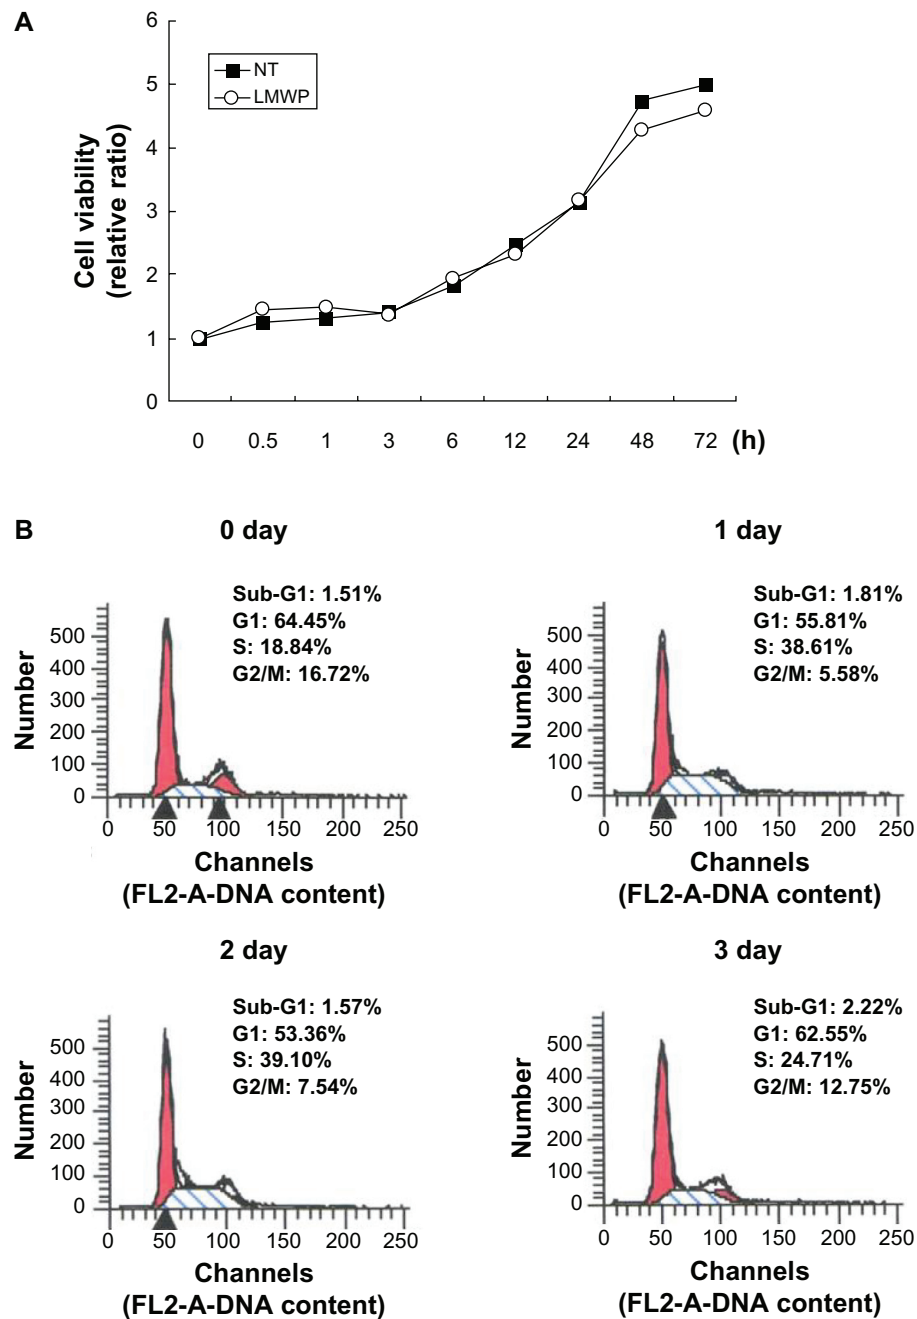 A
6
5
4
3
2
1
0
Cell viability
(relative ratio)
NT
LMWP
0 0.5 1 3 6 12 24 48 72 (h)
B
0 day
Sub-G1: 1.51%
G1: 64.45%
S: 18.84%
G2/M: 16.72%
Number
500
400
300
200
100
0
0 50 100 150 200 250
Channels
(FL2-A-DNA content)
1 day
Sub-G1: 1.81%
G1: 55.81%
S: 38.61%
G2/M: 5.58%
Number
500
400
300
200
100
0
0 50 100 150 200 250
Channels
(FL2-A-DNA content)
2 day
Sub-G1: 1.57%
G1: 53.36%
S: 39.10%
G2/M: 7.54%
Number
500
400
300
200
100
0
0 50 100 150 200 250
Channels
(FL2-A-DNA content)
3 day
Sub-G1: 2.22%
G1: 62.55%
S: 24.71%
G2/M: 12.75%
Number
500
400
300
200
100
0
0 50 100 150 200 250
Channels
(FL2-A-DNA content)